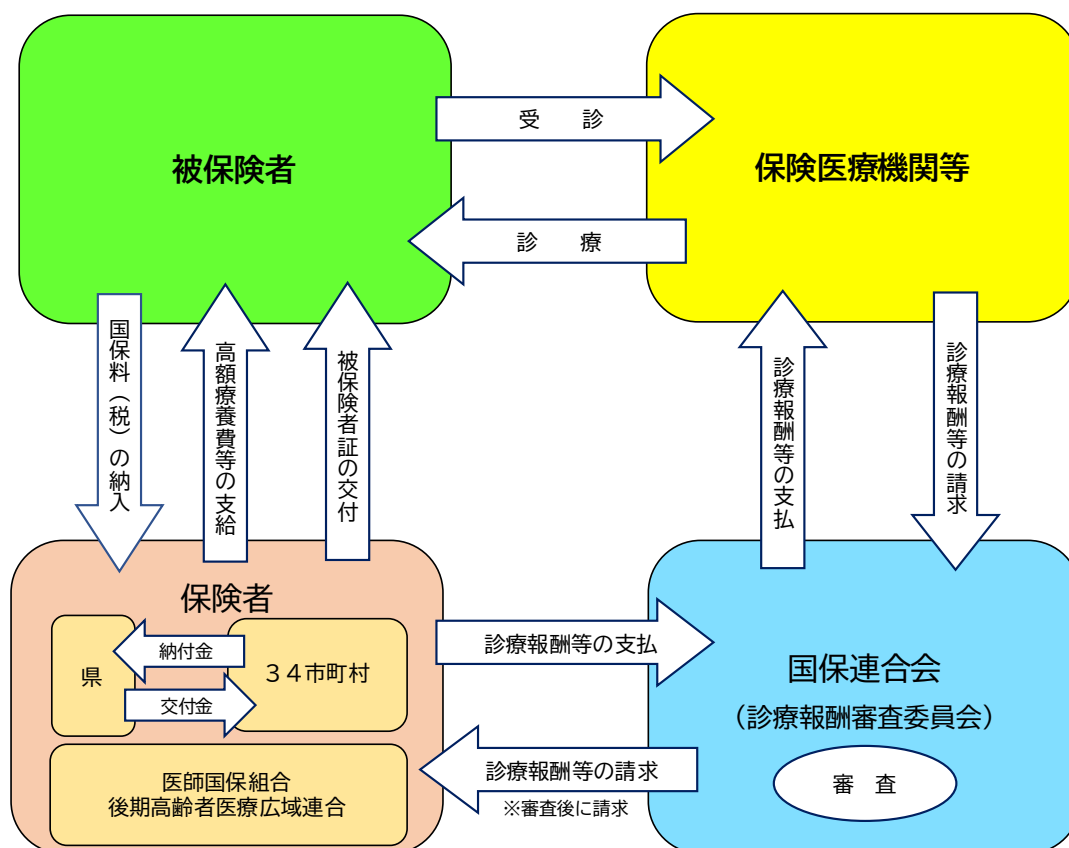 被保険者
受　診
保険医療機関等
診　療
国保料（税）の納入
高額療養費等の支給
被保険者証の交付
診療報酬等の支払
診療報酬等の請求
保険者
県
納付金
３４市町村
交付金
医師国保組合
後期高齢者医療広域連合
診療報酬等の支払
診療報酬等の請求
※審査後に請求
国保連合会
（診療報酬審査委員会）
審　査